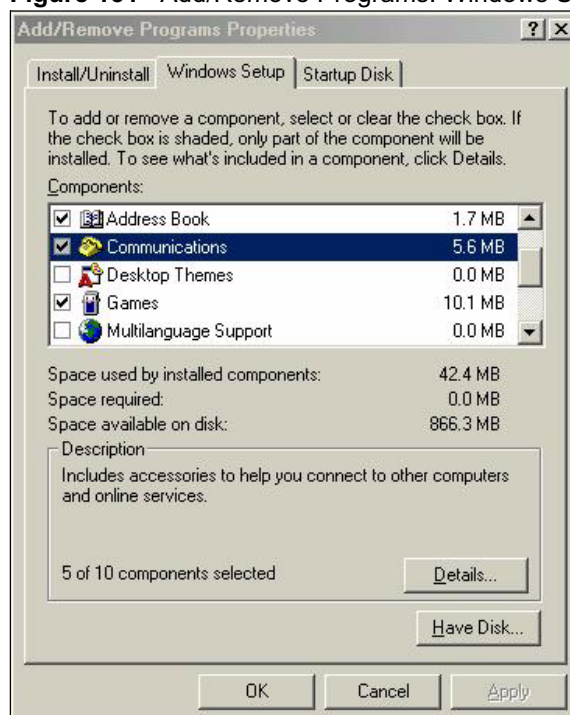 Add/Remove Programs: Windows
Add/Remove Programs Properties
Install/Uninstall Windows Setup Startup Disk
To add or remove a component, select or clear the check box. If
the check box is shaded, only part of the component will be
installed. To see what's included in a component, click Details.
Components:
Address Book 1.7 MB
Communications 5.6 MB
Desktop Themes 0.0 MB
Games 10.1 MB
Multilanguage Support 0.0 MB
Space used by installed components: 42.4 MB
Space required: 0.0 MB
Space available on disk: 866.3 MB
Description
Includes accessories to help you connect to other computers
and online services.
5 of 10 components selected Details...
Have Disk...
OK Cancel Apply